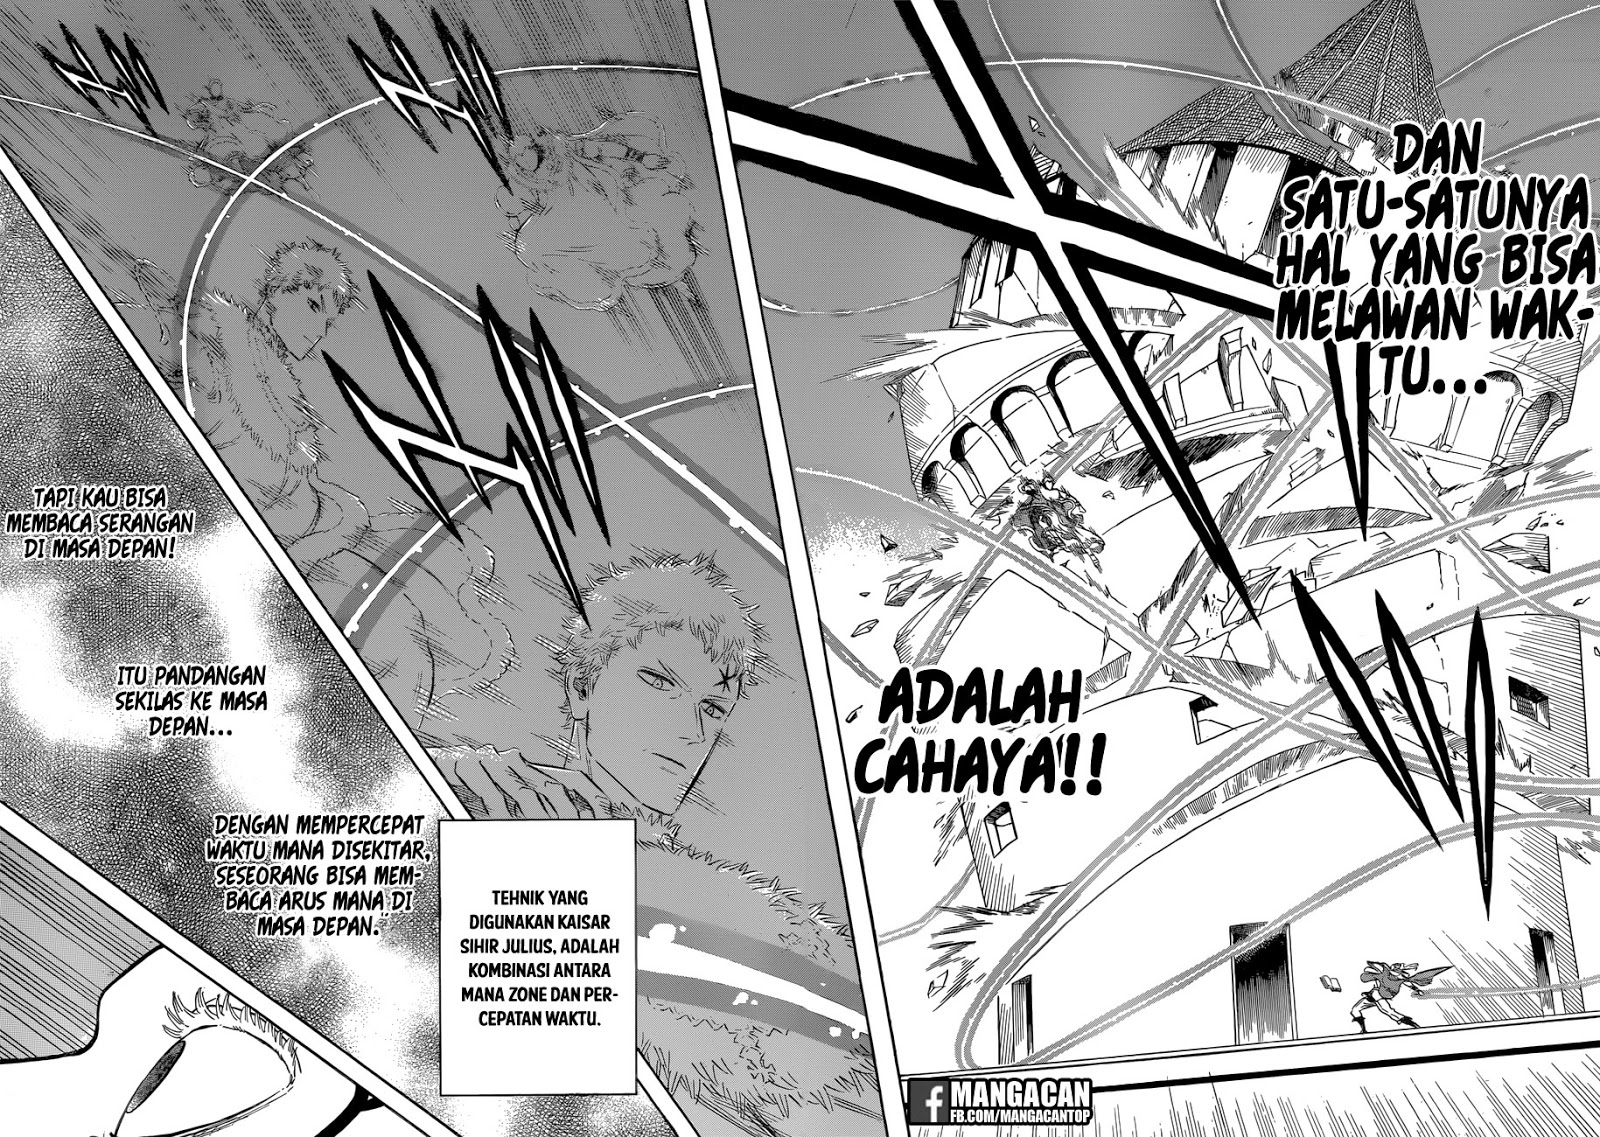 DAN
SATU-SATUNYA
HAL YANG BISA
MELAWAN WAK-
TU...
ADALAH
CAHAYA!!
TEHNIK YANG
DIGUNAKAN KAISAR
SIHIR JULIUS, ADALAH
KOMBINASI ANTARA
MANA ZONE DAN PER-
CEPATAN WAKTU.
TAPI KAU BISA
MEMBACA SERANGAN
DI MASA DEPAN!
ITU PANDANGAN
SEKILAS KE MASA
DEPAN...
DENGAN MEMPERCEPAT
WAKTU MANA DISEKITAR,
SESEORANG BISA MEM-
BACA ARUS MANA DI
MASA DEPAN."
f MANGACAN
FB.COM/MANGACANTOP